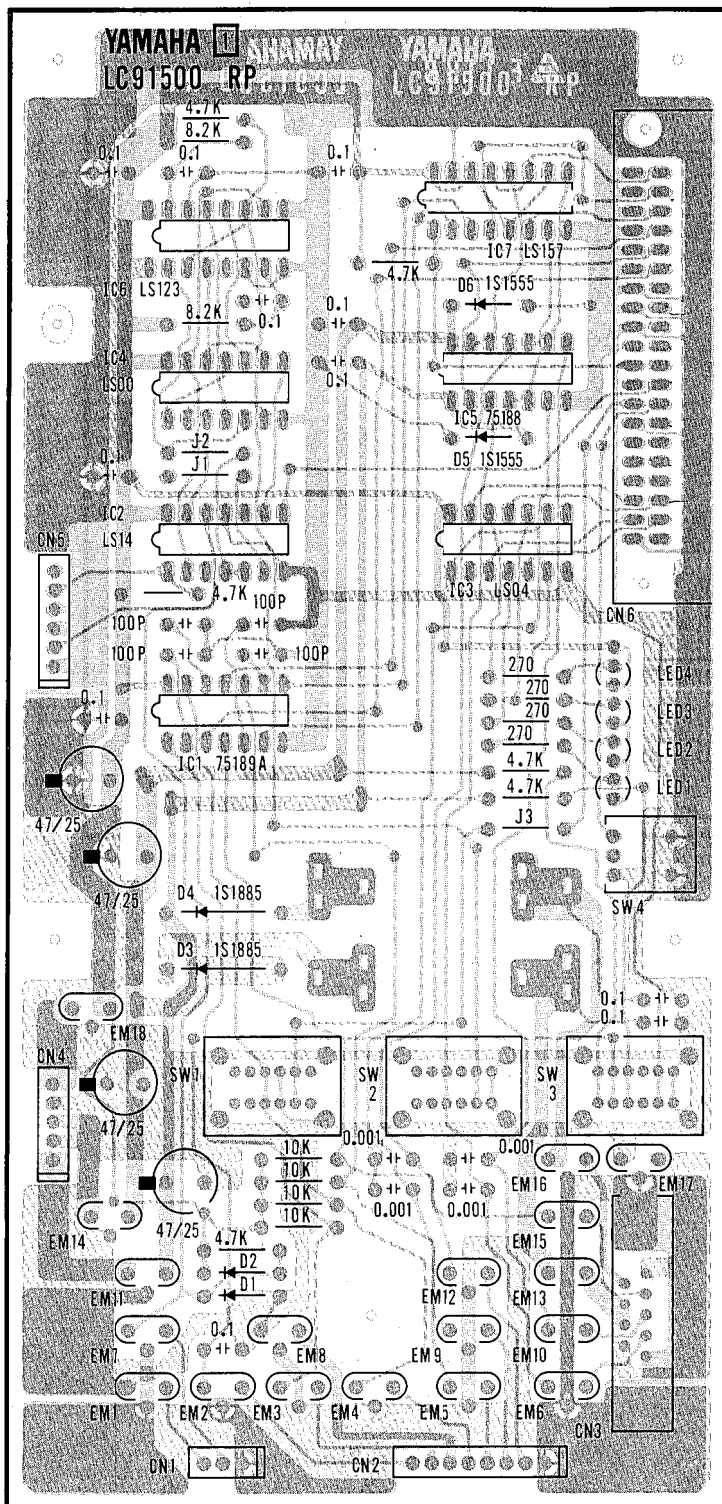 YAMAHA 1 AHAMAY YAMAHA
LC91500 RP LC91900 RP
4.7K
8.2K
0.1 0.1 0.1
IC7 LS157
4.7K
IC6 LS123
D6 1S1555
8.2K 0.1 0.1
IC4
LS00
0.1
IC5 75188
J2
D5 1S1555
J1
0.1
IC2
LS14
CN5
IC3 LS04
4.7K
100P
CN6
100P
100P 100P
270
LED4
270
0.1
270
LED3
270
LED2
IC1 75189A
4.7K
4.7K
LED1
47/25
J3
47/25
D4 1S1885
SW4
D3 1S1885
0.1
0.1
EM18
CN4
SW1
SW 2
SW 3
47/25
10K 0.001 0.001
10K
10K
EM16 EM17
10K
0.001 0.001
47/25
EM14
EM15
4.7K
D2
D1
EM11
EM12 EM13
0.1
EM7 EM8 EM9 EM10
EM1 EM2 EM3 EM4 EM5 EM6
CN3
CN1 CN2